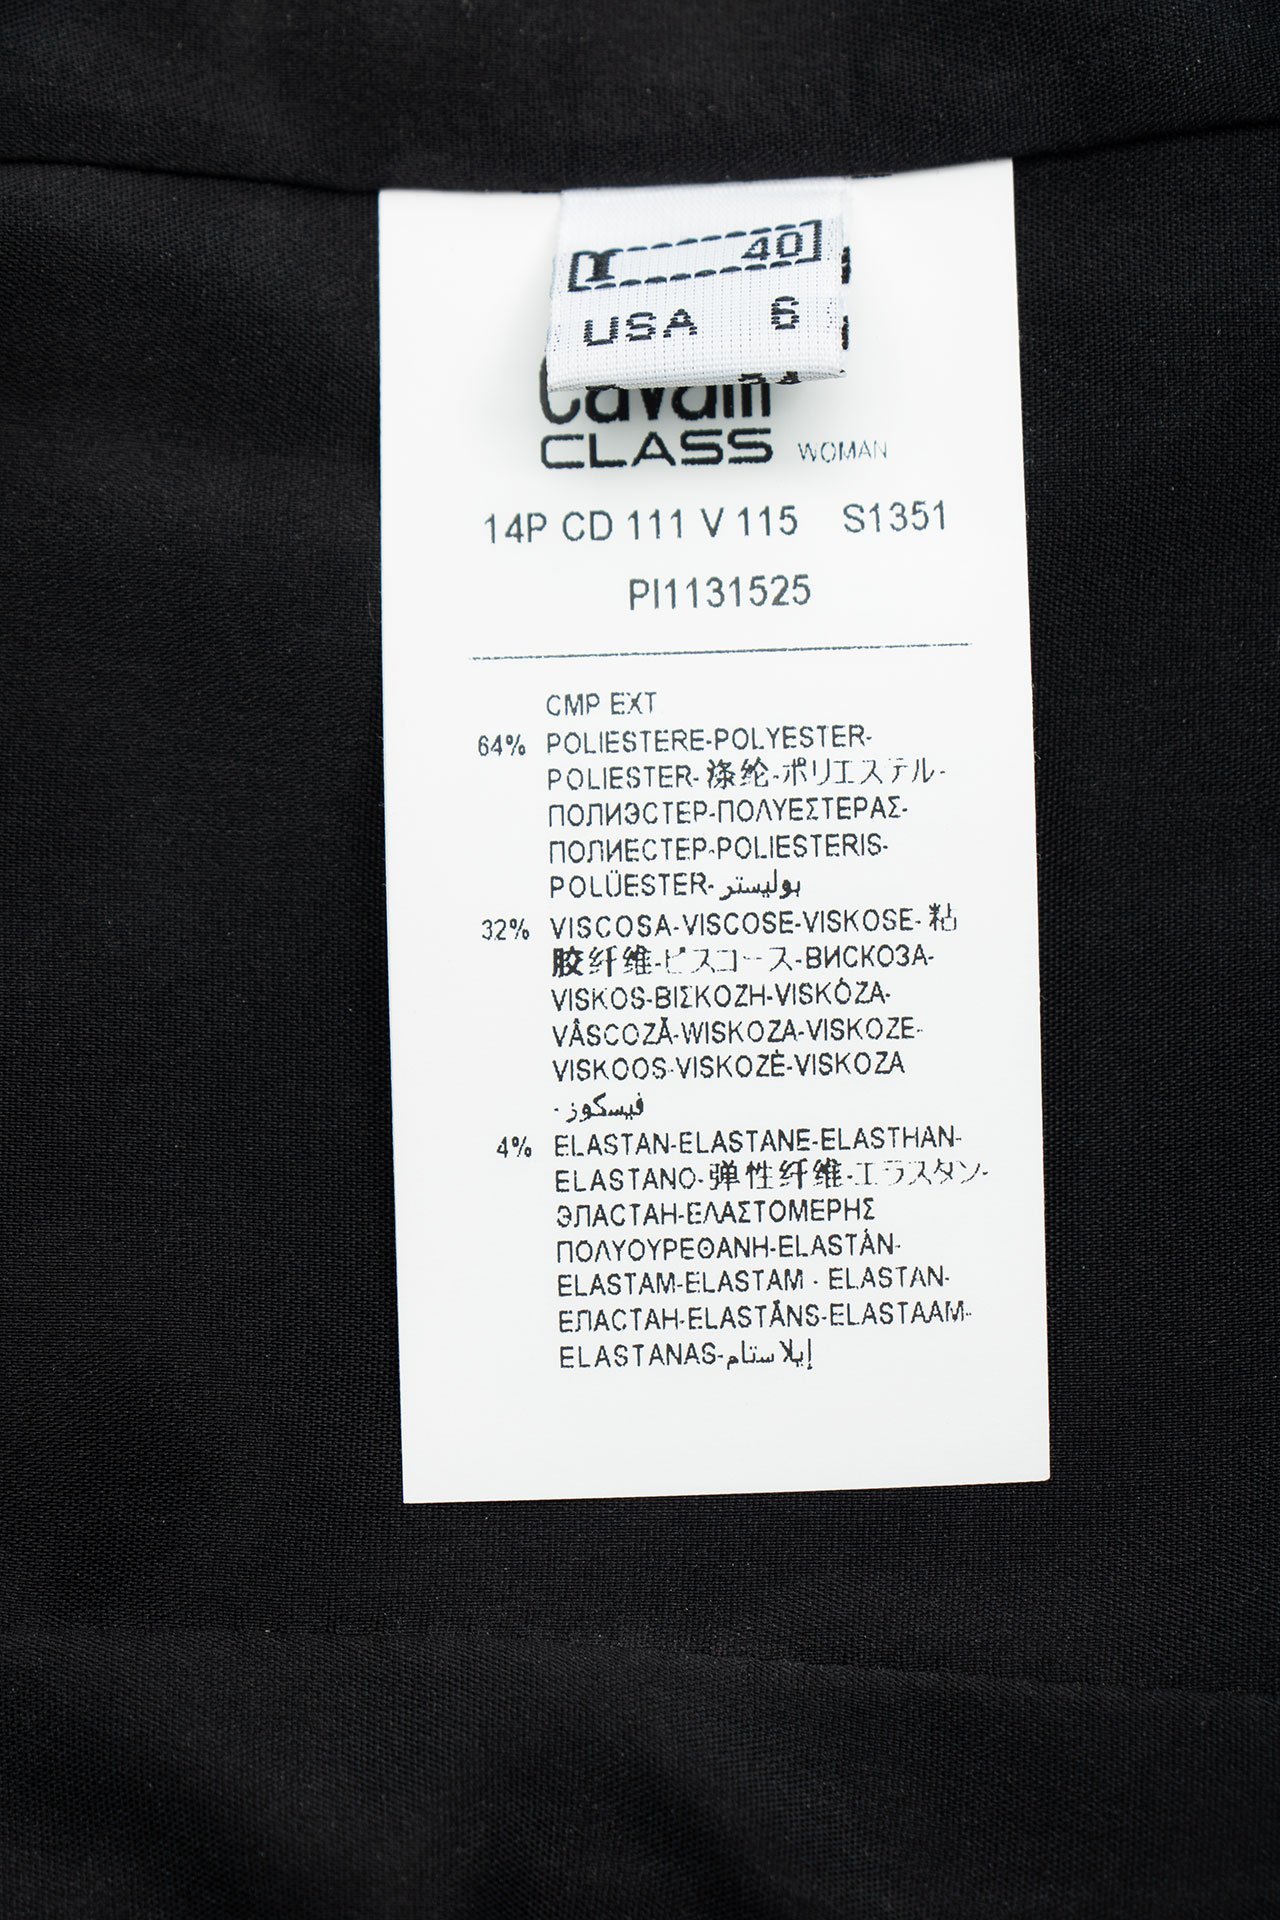 40
USA 6
CLASS WOMAN
14P CD 111 V 115 S1351
PI1131525
CMP EXT
64% POLIESTERE-POLYESTER-
POLIESTER-涤纶-ポリエステル-
ПОЛИЭСТЕР-ΠΟΛΥΕΣΤΕΡΑΣ-
ПОЛИЕСТЕР-POLIESTERIS-
POLÜESTER-بوليستر
32% VISCOSA-VISCOSE-VISKOSE-粘
胶纤维-ビスコース-ВИСКОЗА-
VISKOS-ΒΙΣΚΟΖΗ-VISKÓZA-
VÂSCOZĂ-WISKOZA-VISKOZE-
VISKOOS-VISKOZĖ-VISKOZA
-فيسكوز
4% ELASTAN-ELASTANE-ELASTHAN-
ELASTANO-弹性纤维-エラスタン-
ЭЛАСТАН-ΕΛΑΣΤΟΜΕΡΗΣ
ΠΟΛΥΟΥΡΕΘΑΝΗ-ELASTÁN-
ELASTAM-ELASTAM - ELASTAN-
ЕЛАСТАН-ELASTĀNS-ELASTAAM-
ELASTANAS-إيلاستام